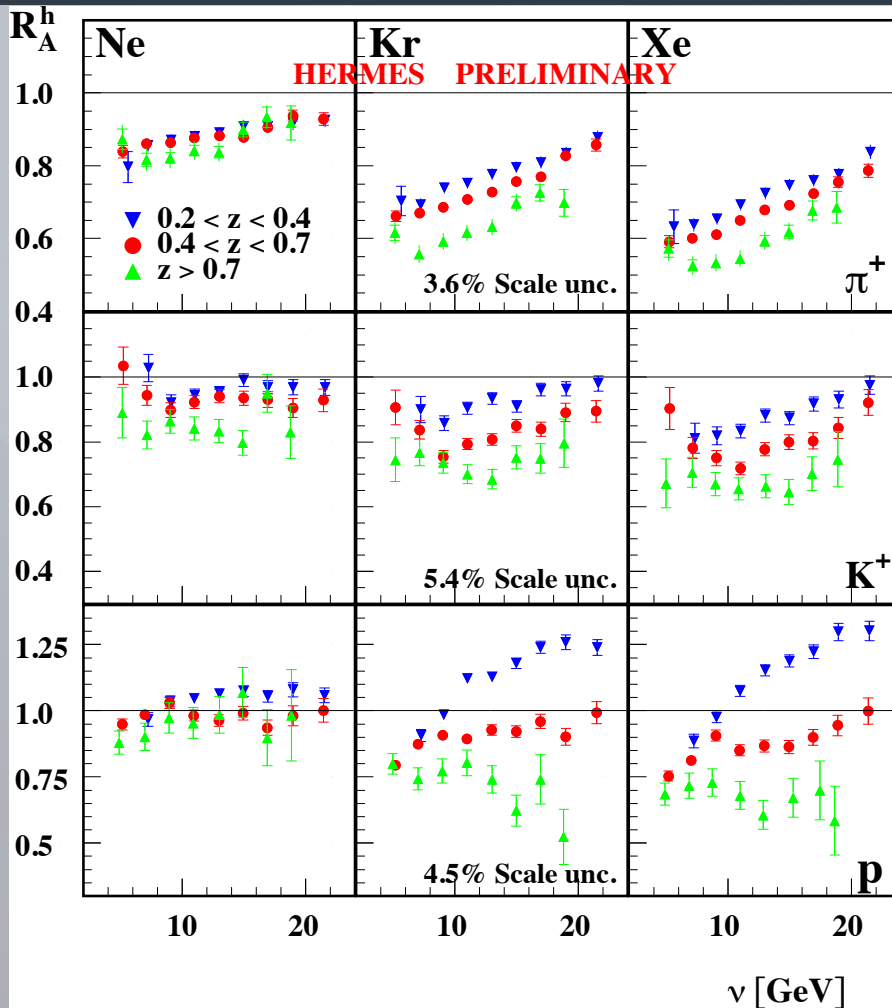 R_A^h
Ne Kr Xe
HERMES PRELIMINARY
1.0
0.8
0.6
0.4
0.2 < z < 0.4
0.4 < z < 0.7
z > 0.7
3.6% Scale unc.
π+
1.0
0.8
0.6
0.4
5.4% Scale unc.
K+
1.25
1.0
0.75
0.5
4.5% Scale unc.
p
10 20 10 20 10 20
ν [GeV]